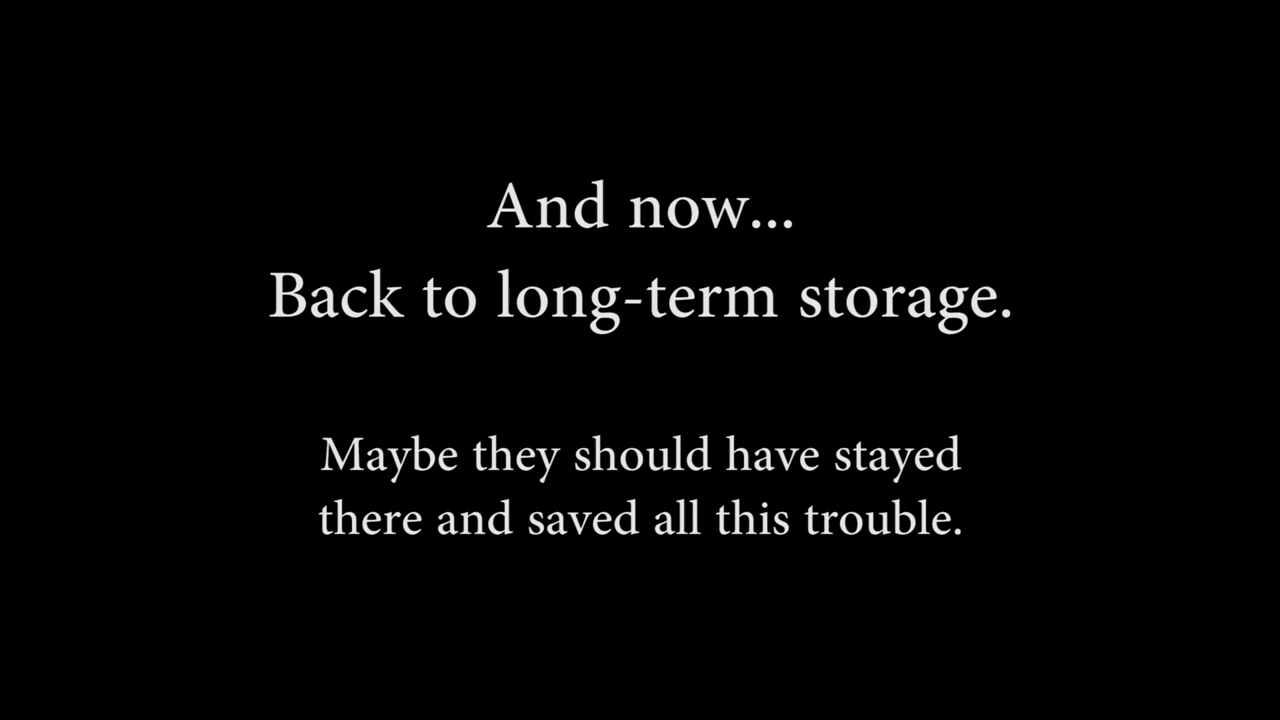 And now...
Back to long-term storage.
Maybe they should have stayed
there and saved all this trouble.